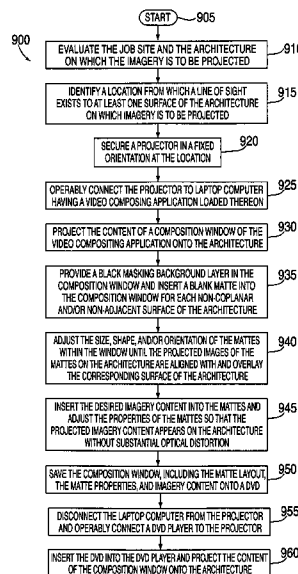 START
905
900
EVALUATE THE JOB SITE AND THE ARCHITECTURE
ON WHICH THE IMAGERY IS TO BE PROJECTED
910
IDENTIFY A LOCATION FROM WHICH A LINE OF SIGHT
EXISTS TO AT LEAST ONE SURFACE OF THE ARCHITECTURE
ON WHICH IMAGERY IS TO BE PROJECTED
915
SECURE A PROJECTOR IN A FIXED
ORIENTATION AT THE LOCATION
920
OPERABLY CONNECT THE PROJECTOR TO LAPTOP COMPUTER
HAVING A VIDEO COMPOSING APPLICATION LOADED THEREON
925
PROJECT THE CONTENT OF A COMPOSITION WINDOW OF THE
VIDEO COMPOSITING APPLICATION ONTO THE ARCHITECTURE
930
PROVIDE A BLACK MASKING BACKGROUND LAYER IN THE
COMPOSITION WINDOW AND INSERT A BLANK MATTE INTO
THE COMPOSITION WINDOW FOR EACH NON-COPLANAR
AND/OR NON-ADJACENT SURFACE OF THE ARCHITECTURE
935
ADJUST THE SIZE, SHAPE, AND/OR ORIENTATION OF THE MATTES
WITHIN THE WINDOW UNTIL THE PROJECTED IMAGES OF THE
MATTES ON THE ARCHITECTURE ARE ALIGNED WITH AND OVERLAY
THE CORRESPONDING SURFACE OF THE ARCHITECTURE
940
INSERT THE DESIRED IMAGERY CONTENT INTO THE MATTES AND
ADJUST THE PROPERTIES OF THE MATTES SO THAT THE
PROJECTED IMAGERY CONTENT APPEARS ON THE ARCHITECTURE
WITHOUT SUBSTANTIAL OPTICAL DISTORTION
945
SAVE THE COMPOSITION WINDOW, INCLUDING THE MATTE LAYOUT,
THE MATTE PROPERTIES, AND IMAGERY CONTENT ONTO A DVD
950
DISCONNECT THE LAPTOP COMPUTER FROM THE PROJECTOR
AND OPERABLY CONNECT A DVD PLAYER TO THE PROJECTOR
955
INSERT THE DVD INTO THE DVD PLAYER AND PROJECT THE CONTENT
OF THE COMPOSITION WINDOW ONTO THE ARCHITECTURE
960